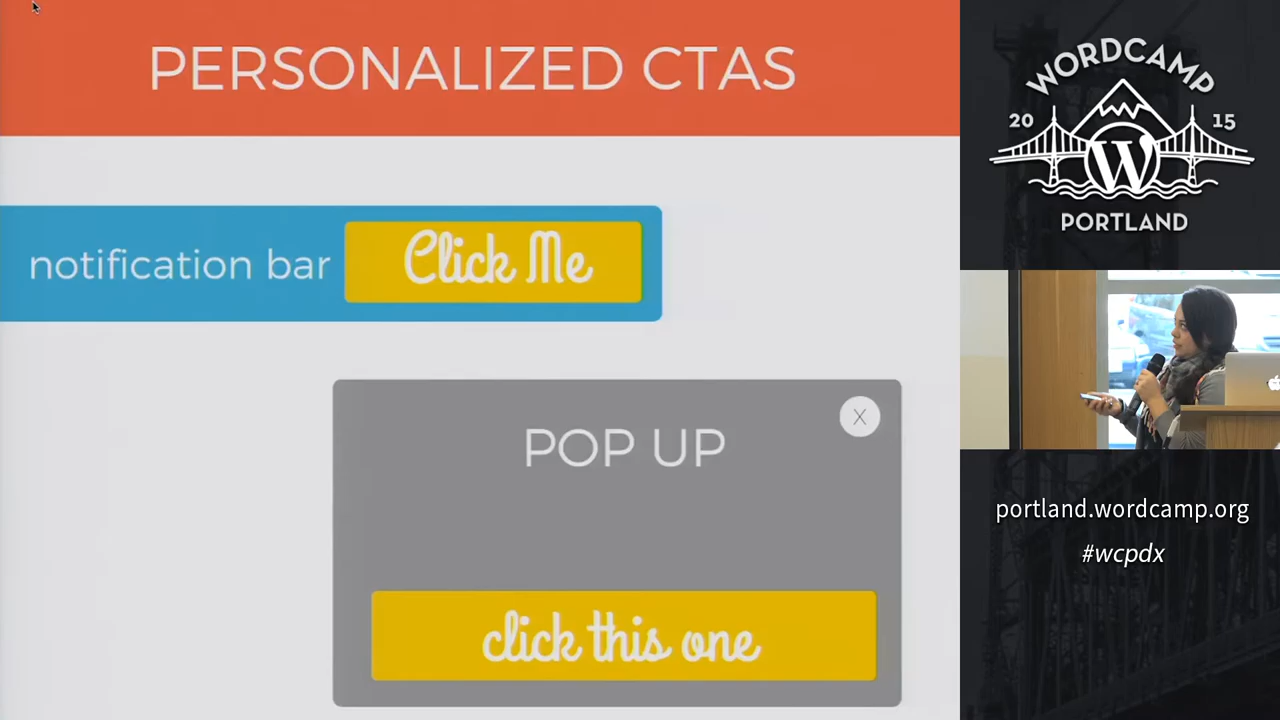 PERSONALIZED CTAS
notification bar
Click Me
X
POP UP
click this one
WORDCAMP
20 15
W
PORTLAND
portland.wordcamp.org
#wcpdx